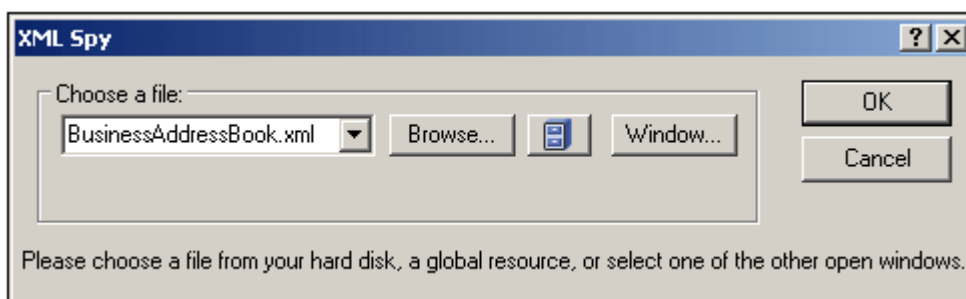 XML Spy
Choose a file:
BusinessAddressBook.xml Browse... Window...
OK
Cancel
Please choose a file from your hard disk, a global resource, or select one of the other open windows.